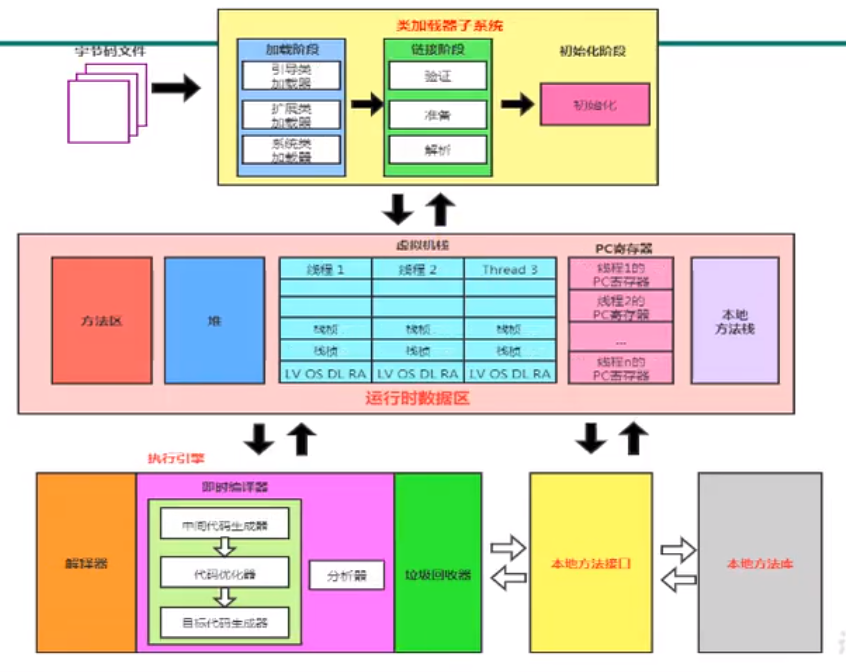 类加载器子系统
字节码文件
加载阶段
引导类
加载器
扩展类
加载器
系统类
加载器
链接阶段
验证
准备
解析
初始化阶段
初始化
虚拟机栈
PC寄存器
方法区
堆
线程 1
线程 2
Thread 3
栈桢
栈桢
栈桢
栈桢
栈桢
栈桢
LV OS DL RA
LV OS DL RA
LV OS DL RA
线程1的
PC寄存器
线程2的
PC寄存器
...
线程n的
PC寄存器
本地
方法栈
运行时数据区
执行引擎
解释器
即时编译器
中间代码生成器
代码优化器
目标代码生成器
分析器
垃圾回收器
本地方法接口
本地方法库